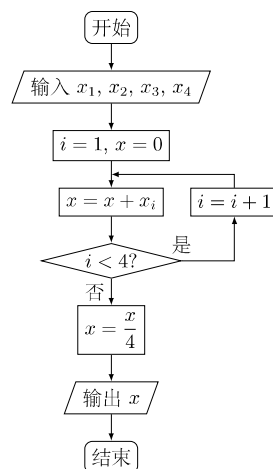 开始
输入 x₁, x₂, x₃, x₄
i = 1, x = 0
x = x + xᵢ
i = i + 1
i < 4?
是
否
x = x/4
输出 x
结束